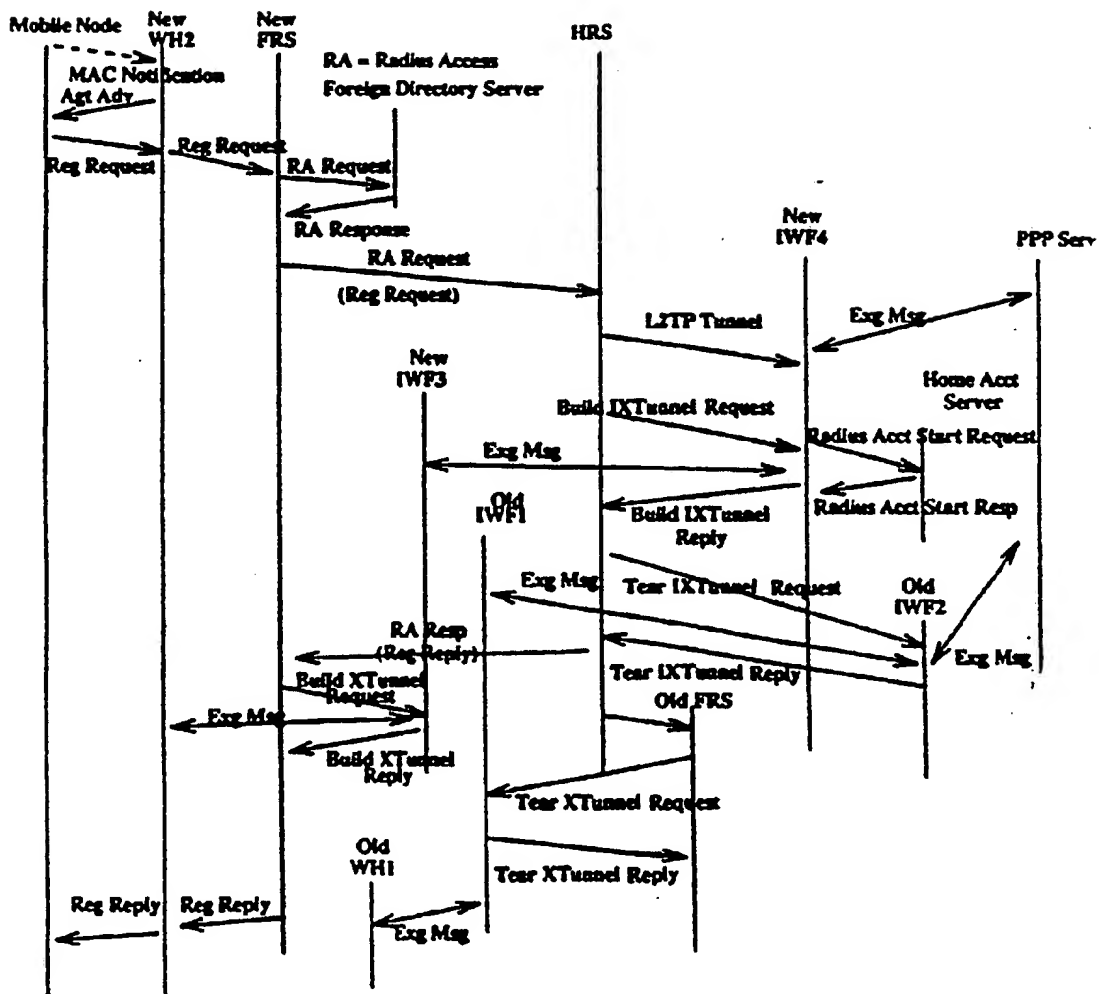 Mobile Node
New
WH2
New
FRS
HRS
RA = Radius Access
Foreign Directory Server
MAC Notification
Agt Adv
Reg Request
Reg Request
RA Request
RA Response
RA Request
(Reg Request)
New
IWF4
PPP Serv
L2TP Tunnel
Exg Msg
New
IWF3
Home Acct
Server
Build IXTunnel Request
Radius Acct Start Request
Exg Msg
Old
IWF1
Build IXTunnel
Reply
Radius Acct Start Resp
Exg Msg
Tear IXTunnel Request
Old
IWF2
RA Resp
(Reg Reply)
Exg Msg
Build XTunnel
Request
Tear IXTunnel Reply
Old FRS
Exg Msg
Build XTunnel
Reply
Tear XTunnel Request
Old
WH1
Tear XTunnel Reply
Reg Reply
Reg Reply
Exg Msg